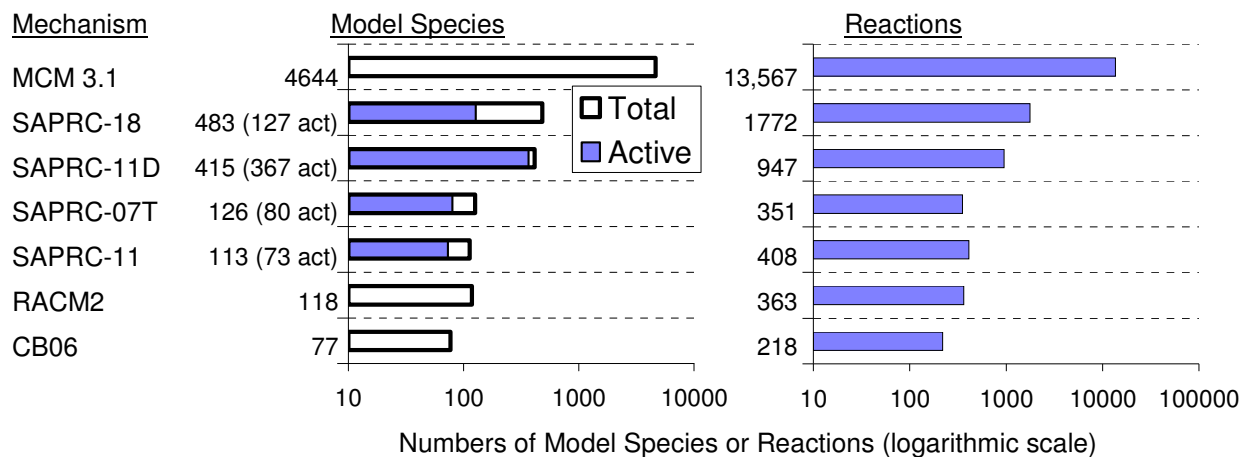 Mechanism Model Species Reactions
MCM 3.1 4644 13,567
Total
SAPRC-18 483 (127 act) 1772
Active
SAPRC-11D 415 (367 act) 947
SAPRC-07T 126 (80 act) 351
SAPRC-11 113 (73 act) 408
RACM2 118 363
CB06 77 218
10 100 1000 10000 10 100 1000 10000 100000
Numbers of Model Species or Reactions (logarithmic scale)